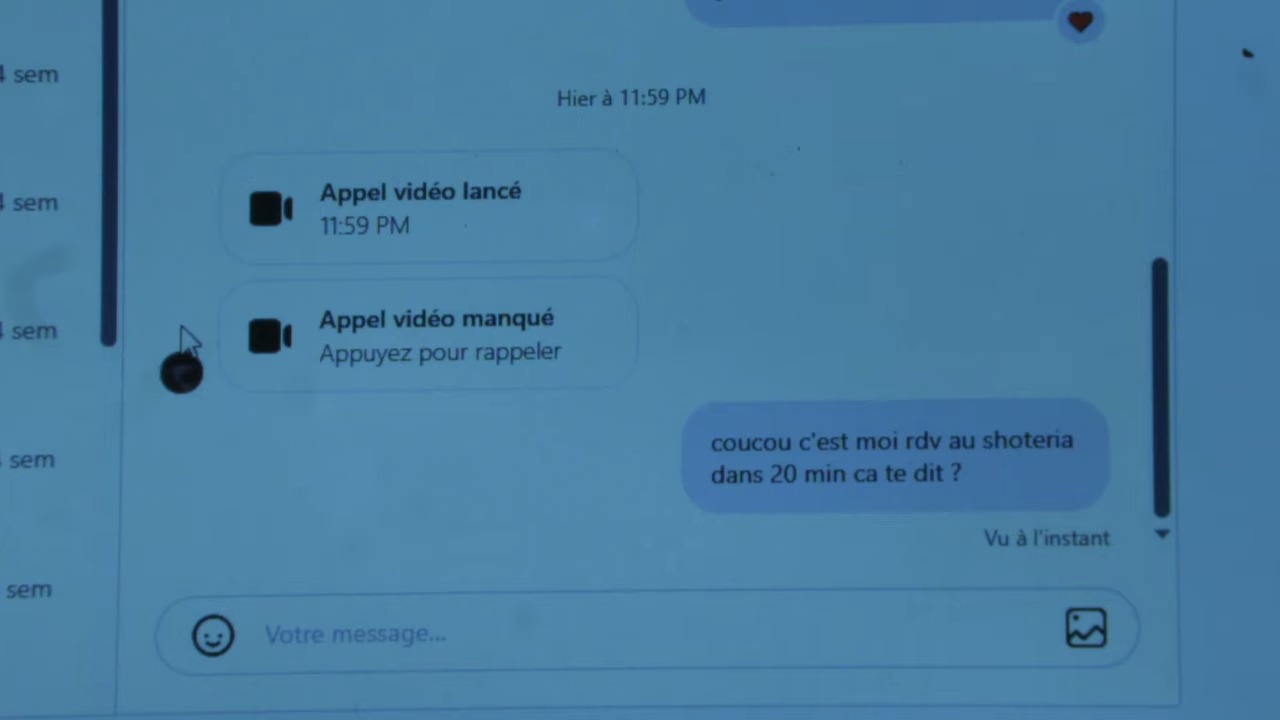 4 sem
Hier à 11:59 PM
Appel vidéo lancé
11:59 PM
4 sem
Appel vidéo manqué
Appuyez pour rappeler
4 sem
coucou c'est moi rdv au shoteria
dans 20 min ca te dit ?
sem
Vu à l'instant
sem
Votre message...